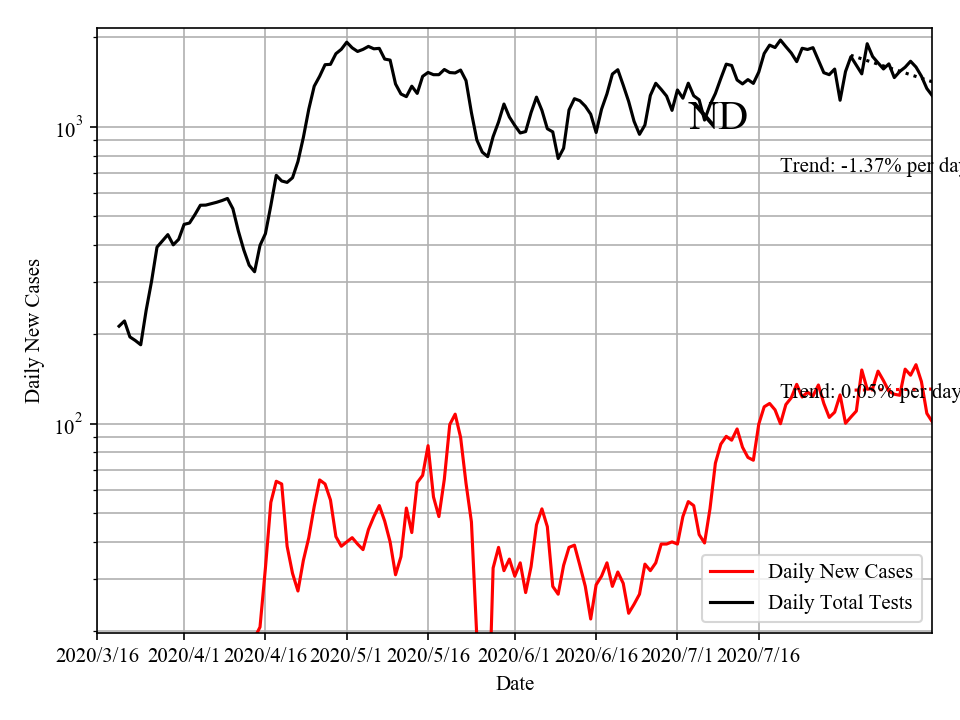 10³
ND
Trend: -1.37% per day
Daily New Cases
Trend: 0.05% per day
10²
Daily New Cases
Daily Total Tests
2020/3/16 2020/4/1 2020/4/16 2020/5/1 2020/5/16 2020/6/1 2020/6/16 2020/7/1 2020/7/16
Date